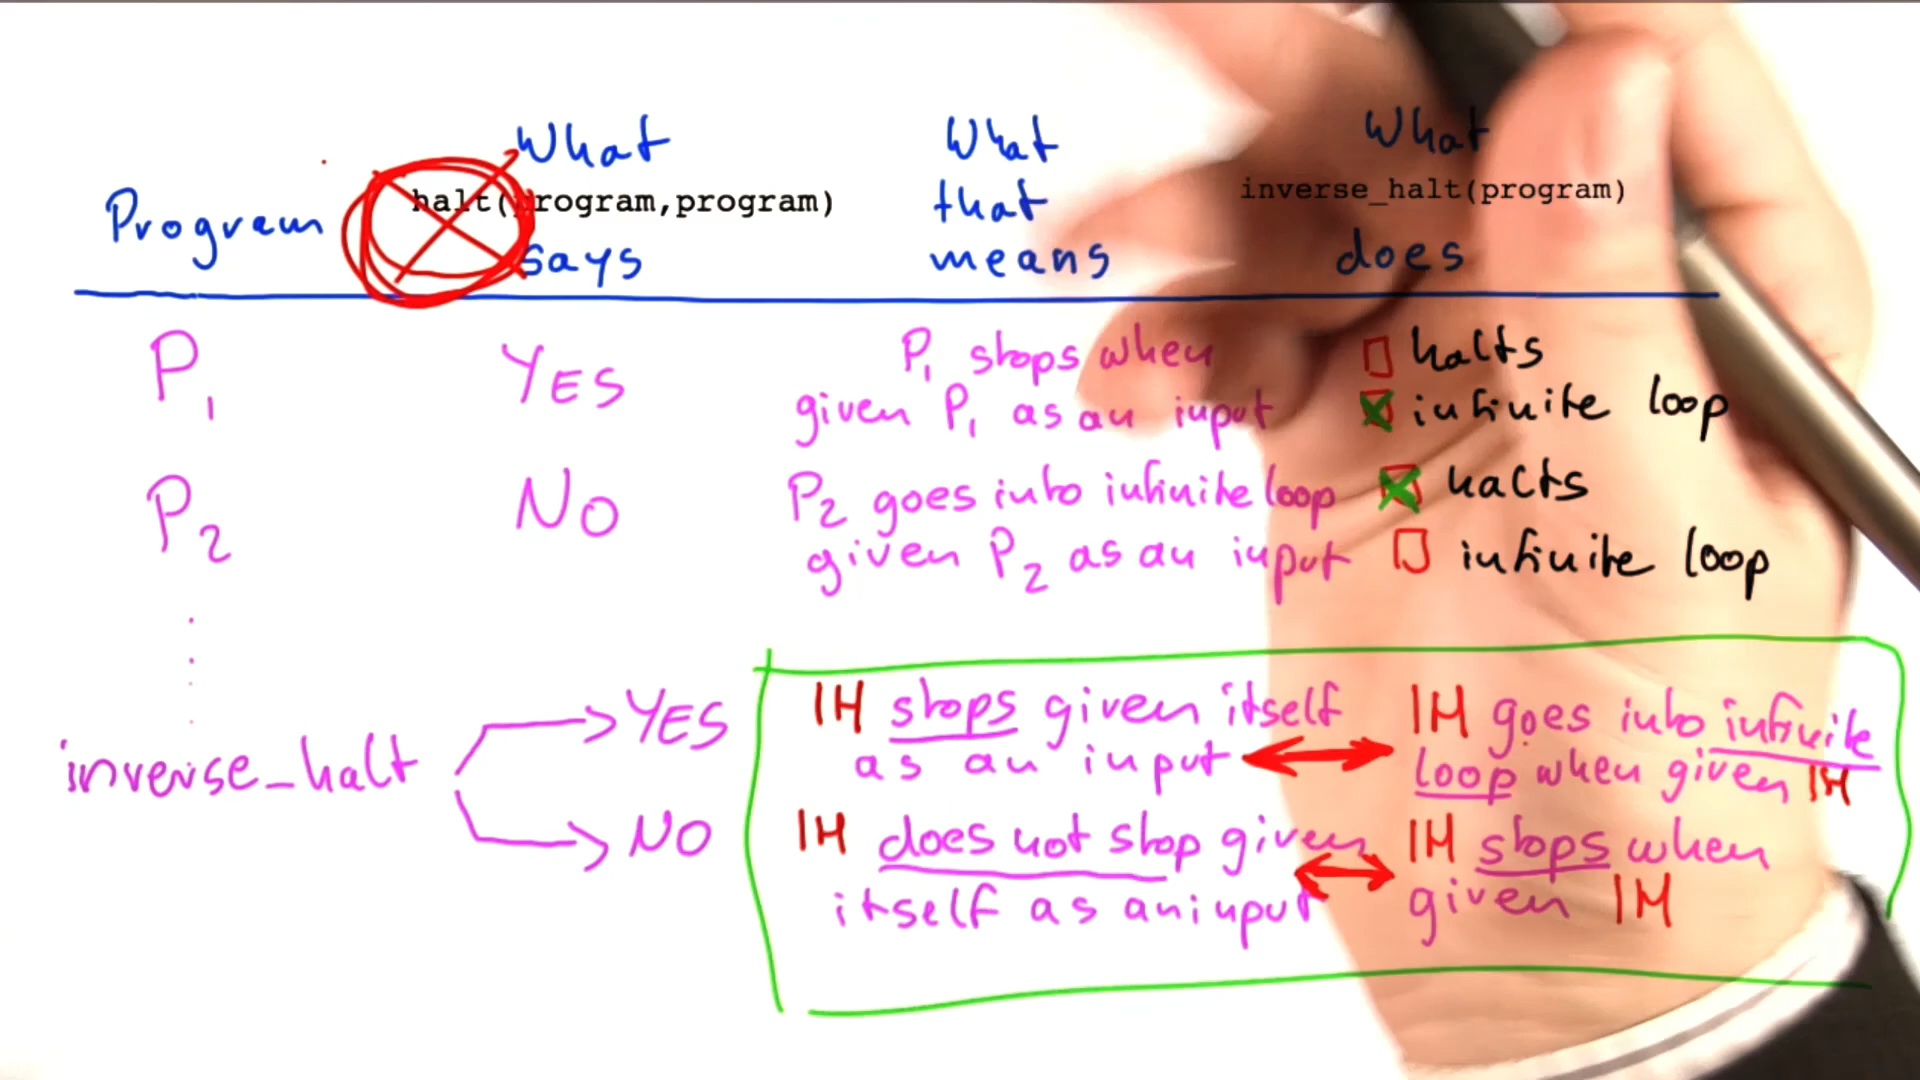 Program
What
halt(program,program)
says
What
that
means
What
inverse_halt(program)
does
P1
YES
P1 stops when
given P1 as an input
halts
infinite loop
P2
NO
P2 goes into infinite loop
given P2 as an input
halts
infinite loop
inverse_halt
YES
IH stops given itself
as an input
IH goes into infinite
loop when given IH
NO
IH does not stop given
itself as an input
IH stops when
given IH